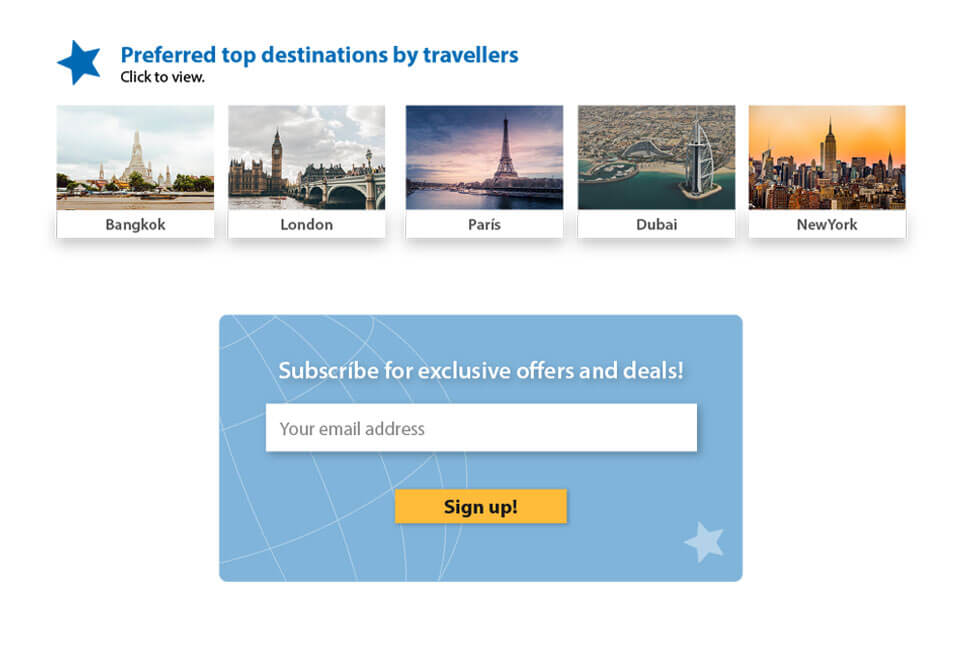 Preferred top destinations by travellers
Click to view.
Bangkok
London
París
Dubai
NewYork
Subscríbe for exclusive offers and deals!
Your email address
Sign up!